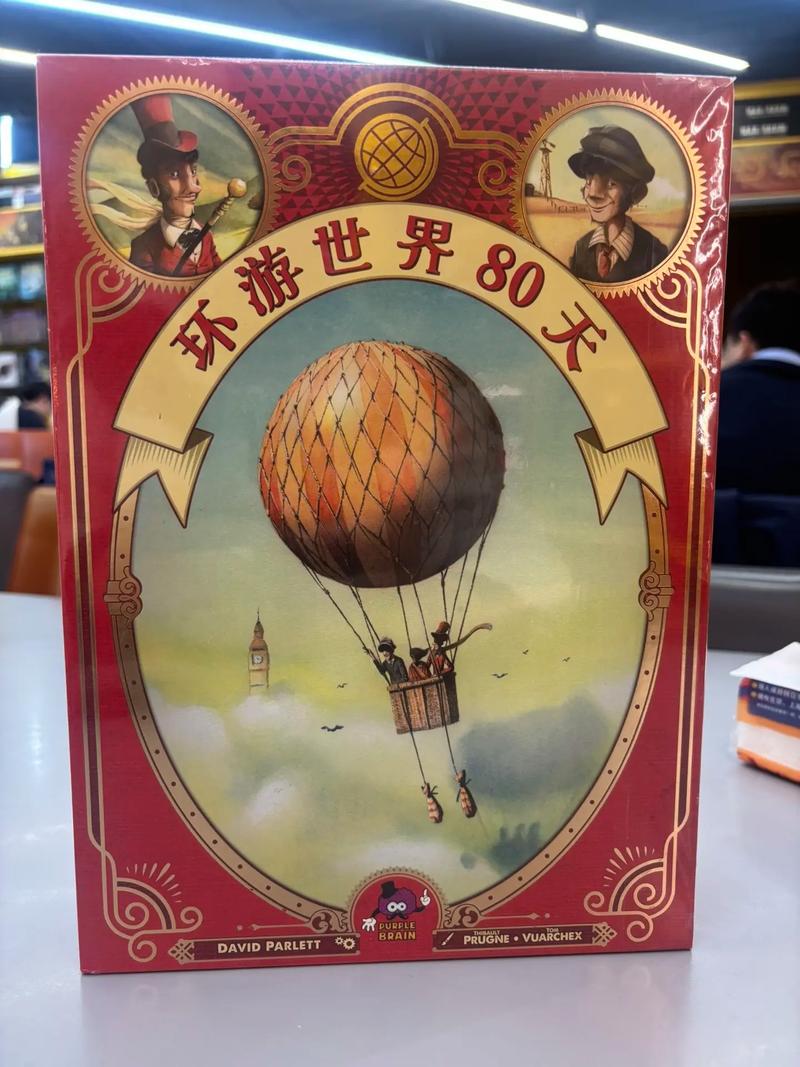 环游世界80天
DAVID PARLETT
PURPLE
BRAIN
THIBAULT
PRUGNE • 
TOM
VUARCHEX